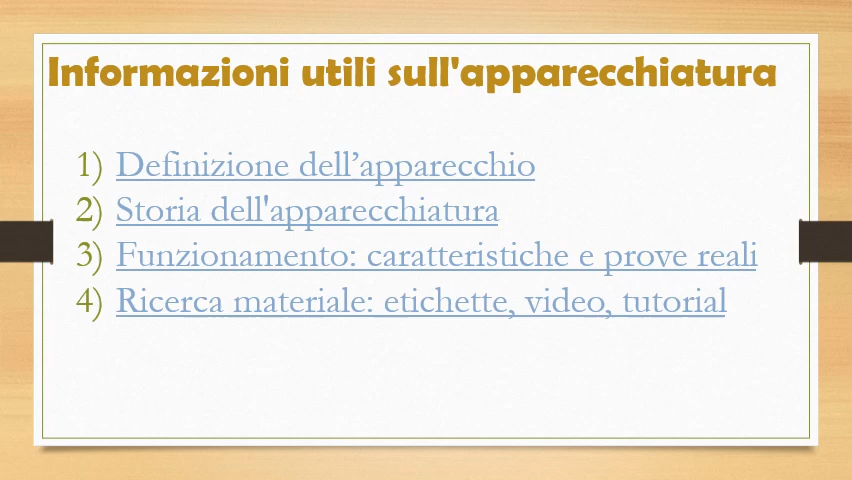 Informazioni utili sull'apparecchiatura
1) Definizione dell’apparecchio
2) Storia dell'apparecchiatura
3) Funzionamento: caratteristiche e prove reali
4) Ricerca materiale: etichette, video, tutorial